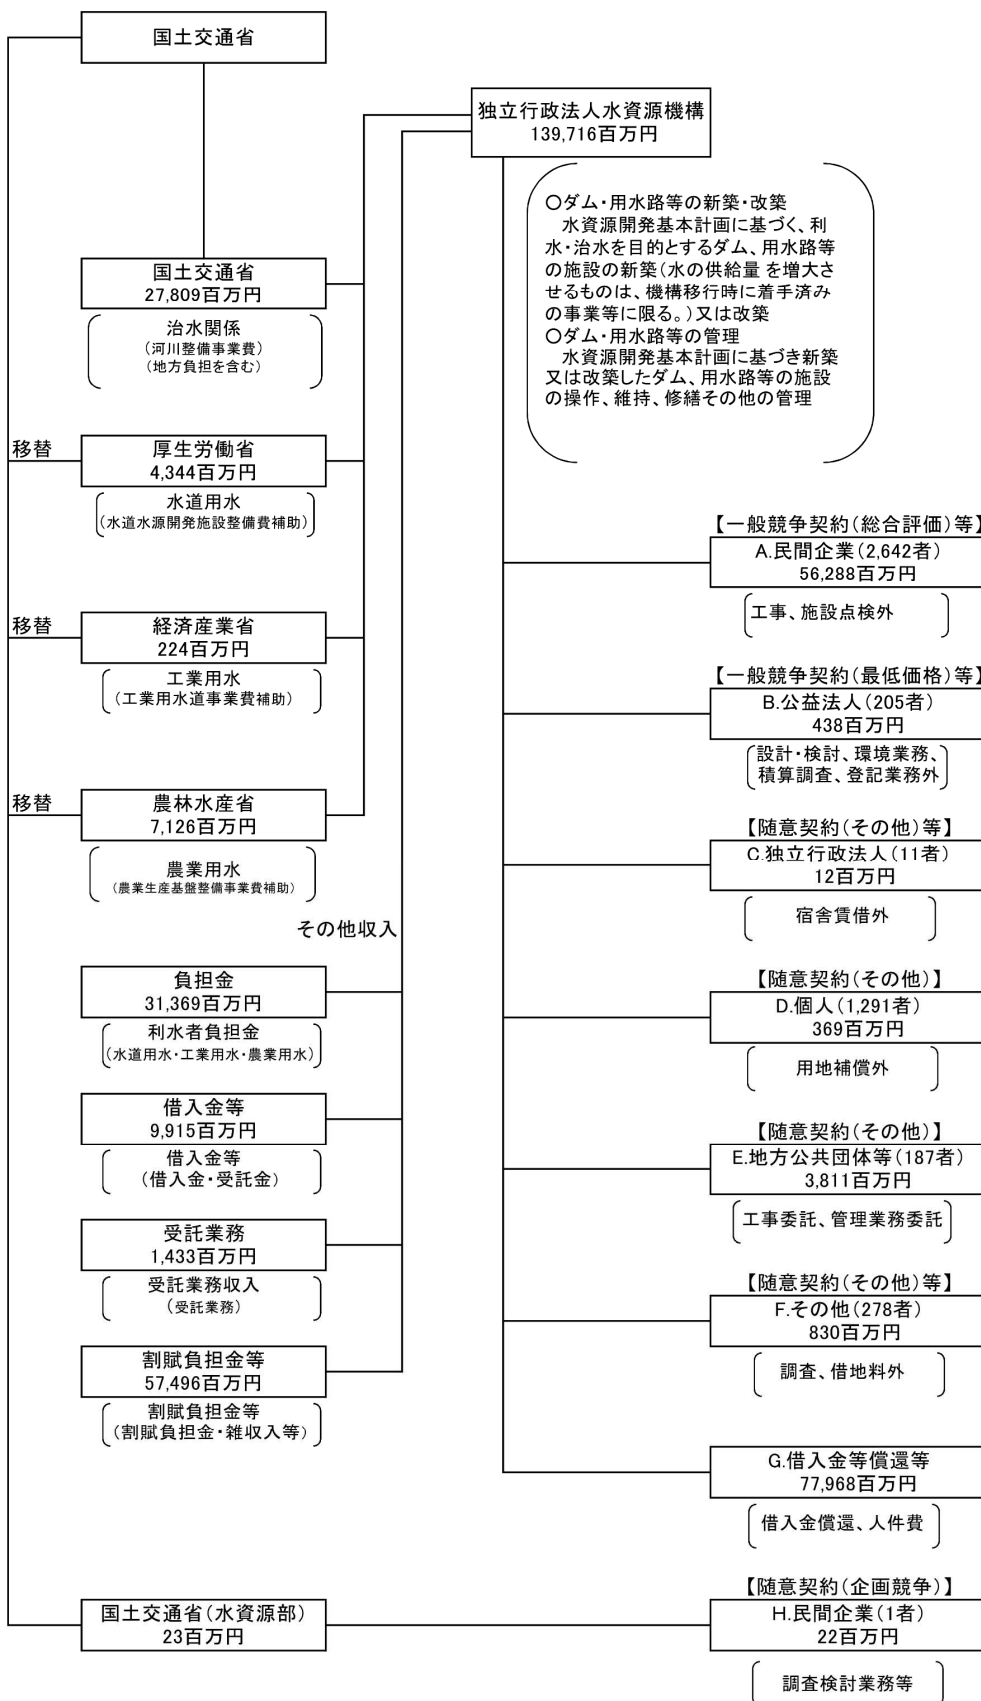 国土交通省
独立行政法人水資源機構
139,716百万円
○ダム・用水路等の新築・改築
水資源開発基本計画に基づく、利
水・治水を目的とするダム、用水路等
の施設の新築(水の供給量を増大さ
せるものは、機構移行時に着手済み
の事業等に限る。)又は改築
○ダム・用水路等の管理
水資源開発基本計画に基づき新築
又は改築したダム、用水路等の施設
の操作、維持、修繕その他の管理
国土交通省
27,809百万円
治水関係
(河川整備事業費)
(地方負担を含む)
移替
厚生労働省
4,344百万円
水道用水
(水道水源開発施設整備費補助)
移替
経済産業省
224百万円
工業用水
(工業用水道事業費補助)
移替
農林水産省
7,126百万円
農業用水
(農業生産基盤整備事業費補助)
その他収入
負担金
31,369百万円
利水者負担金
(水道用水・工業用水・農業用水)
借入金等
9,915百万円
借入金等
(借入金・受託金)
受託業務
1,433百万円
受託業務収入
(受託業務)
割賦負担金等
57,496百万円
割賦負担金等
(割賦負担金・雑収入等)
【一般競争契約(総合評価)等】
A.民間企業(2,642者)
56,288百万円
工事、施設点検外
【一般競争契約(最低価格)等】
B.公益法人(205者)
438百万円
設計・検討、環境業務、
積算調査、登記業務外
【随意契約(その他)等】
C.独立行政法人(11者)
12百万円
宿舎賃借外
【随意契約(その他)】
D.個人(1,291者)
369百万円
用地補償外
【随意契約(その他)】
E.地方公共団体等(187者)
3,811百万円
工事委託、管理業務委託
【随意契約(その他)等】
F.その他(278者)
830百万円
調査、借地料外
G.借入金等償還等
77,968百万円
借入金償還、人件費
国土交通省(水資源部)
23百万円
【随意契約(企画競争)】
H.民間企業(1者)
22百万円
調査検討業務等